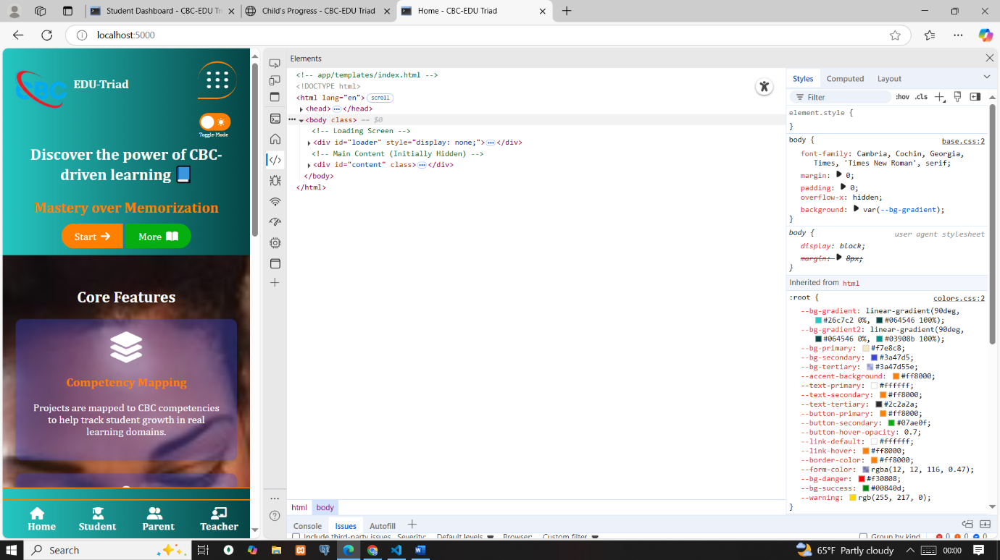 Student Dashboard - CBC-EDU Tr
Child's Progress - CBC-EDU Triad
Home - CBC-EDU Triad
localhost:5000
CBC
EDU-Triad
Toggle-Mode
Discover the power of CBC-
driven learning
Mastery over Memorization
Start
More
Core Features
Competency Mapping
Projects are mapped to CBC competencies
to help track student growth in real
learning domains.
Home
Student
Parent
Teacher
Elements
<!-- app/templates/index.html -->
<!DOCTYPE html>
<html lang="en"> scroll
<head> ••• </head>
••• <body class> == $0
<!-- Loading Screen -->
<div id="loader" style="display: none;"> ••• </div>
<!-- Main Content (Initially Hidden) -->
<div id="content" class> ••• </div>
</body>
</html>
html body
Console Issues Autofill
Include third-party issues Severity: Default levels Browser: Custom filter Group by kind 0 0 0
Styles Computed Layout
Filter :hov .cls
element.style {
}
body { base.css:2
font-family: Cambria, Cochin, Georgia,
Times, 'Times New Roman', serif;
margin: 0;
padding: 0;
overflow-x: hidden;
background: var(--bg-gradient);
}
body { user agent stylesheet
display: block;
margin: 8px;
}
Inherited from html
:root { colors.css:2
--bg-gradient: linear-gradient(90deg,
#26c7c2 0%, #064546 100%);
--bg-gradient2: linear-gradient(90deg,
#064546 0%, #03908b 100%);
--bg-primary: #f7e8c8;
--bg-secondary: #3a47d5;
--bg-tertiary: #3a47d55e;
--accent-background: #ff8000;
--text-primary: #ffffff;
--text-secondary: #ff8000;
--text-tertiary: #2c2a2a;
--button-primary: #ff8000;
--button-secondary: #07ae0f;
--button-hover-opacity: 0.7;
--link-default: #ffffff;
--link-hover: #ff8000;
--border-color: #ff8000;
--form-color: rgba(12, 12, 116, 0.47);
--bg-danger: #f30808;
--bg-success: #00840d;
--warning: rgb(255, 217, 0);
}
Search
65°F Partly cloudy
00:00